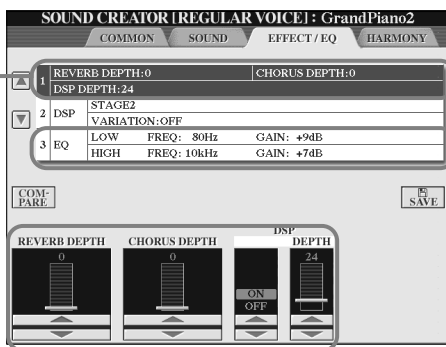 SOUND CREATOR [REGULAR VOICE] : GrandPiano2
COMMON SOUND EFFECT / EQ HARMONY
1 REVERB DEPTH:0 CHORUS DEPTH:0
DSP DEPTH:24
2 DSP STAGE2
VARIATION:OFF
3 EQ LOW FREQ: 80Hz GAIN: +9dB
HIGH FREQ: 10kHz GAIN: +7dB
COM-
PARE
SAVE
DSP
REVERB DEPTH CHORUS DEPTH DEPTH
0 0 24
ON
OFF